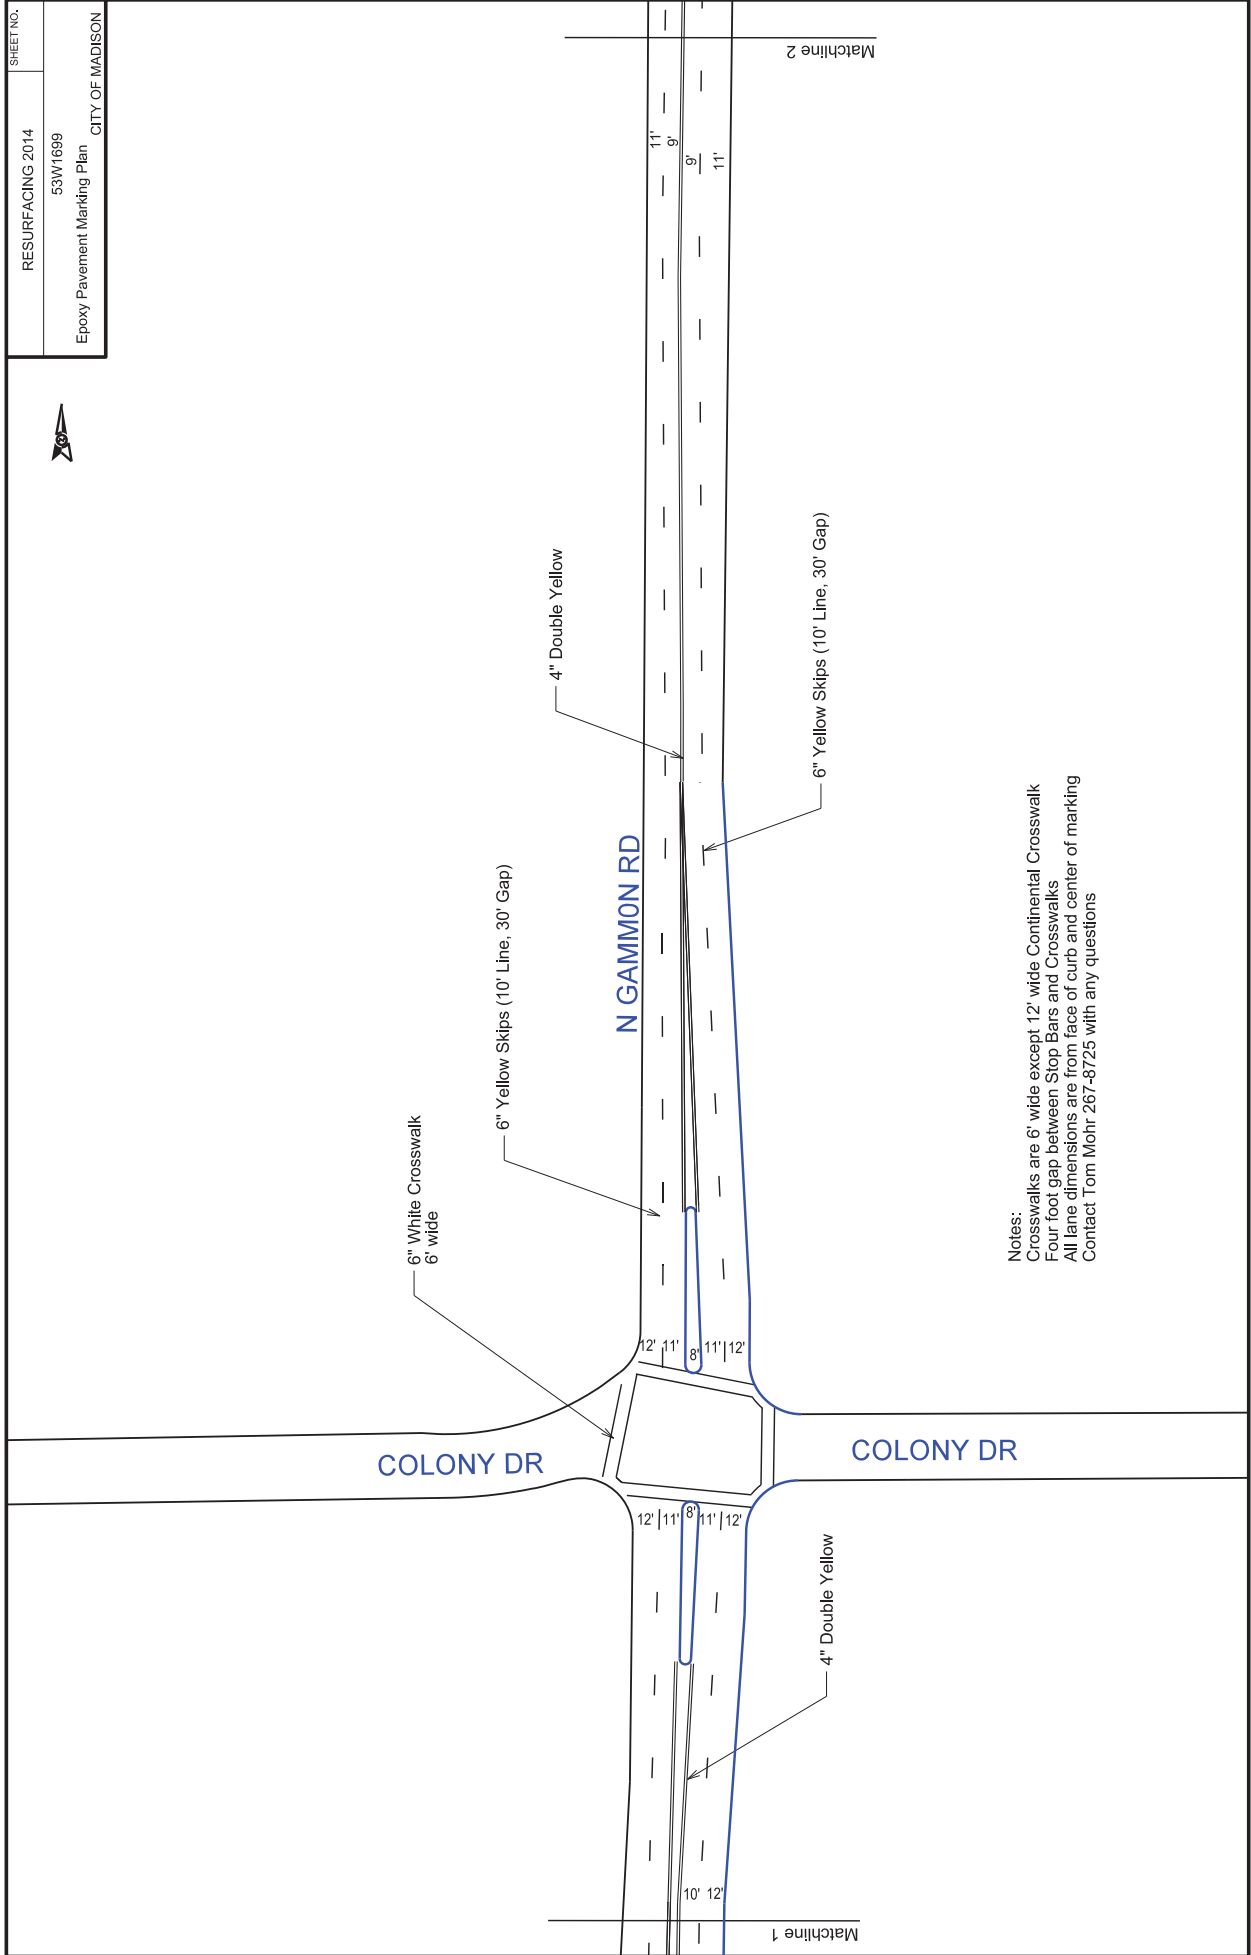 SHEET NO.
RESURFACING 2014
53W1699
Epoxy Pavement Marking Plan
CITY OF MADISON
Matchline 2
11'
9'
9'
11'
4" Double Yellow
6" Yellow Skips (10' Line, 30' Gap)
N GAMMON RD
6" Yellow Skips (10' Line, 30' Gap)
6" White Crosswalk
6' wide
Notes:
Crosswalks are 6' wide except 12' wide Continental Crosswalk
Four foot gap between Stop Bars and Crosswalks
All lane dimensions are from face of curb and center of marking
Contact Tom Mohr 267-8725 with any questions
12' 11' 8' 11' 12'
COLONY DR
COLONY DR
12' 11' 8' 11' 12'
4" Double Yellow
10' 12'
Matchline 1